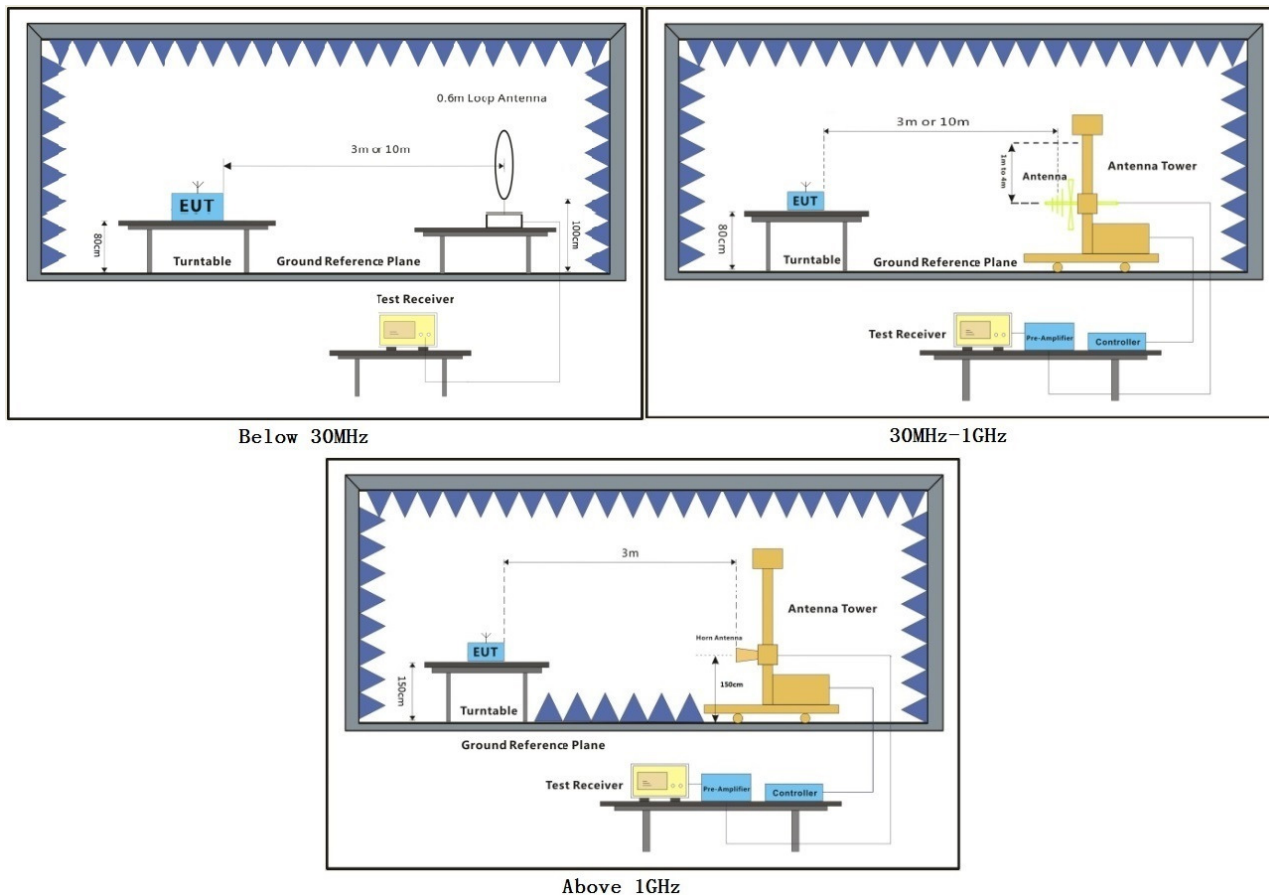 0.6m Loop Antenna
3m or 10m
EUT
80cm
100cm
Turntable
Ground Reference Plane
Test Receiver
Below 30MHz
3m or 10m
1m to 4m
Antenna
Antenna Tower
EUT
80cm
Turntable
Ground Reference Plane
Test Receiver
Pre-Amplifier
Controller
30MHz-1GHz
3m
Antenna Tower
Horn Antenna
EUT
150cm
150cm
Turntable
Ground Reference Plane
Test Receiver
Pre-Amplifier
Controller
Above 1GHz